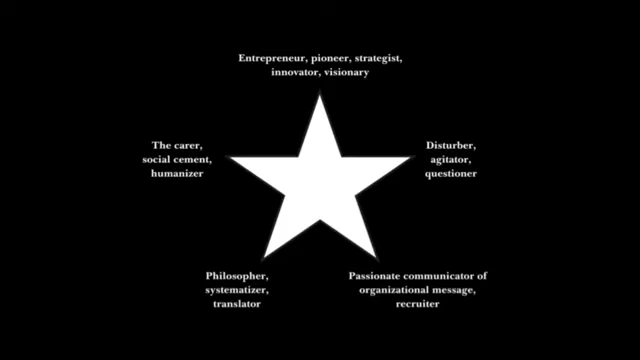 Entrepreneur, pioneer, strategist,
innovator, visionary
The carer,
social cement,
humanizer
Disturber,
agitator,
questioner
Philosopher,
systematizer,
translator
Passionate communicator of
organizational message,
recruiter